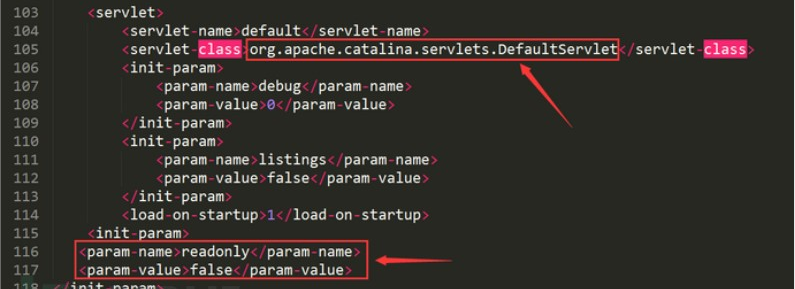 103 <servlet>
104 <servlet-name>default</servlet-name>
105 <servlet-class>org.apache.catalina.servlets.DefaultServlet</servlet-class>
106 <init-param>
107 <param-name>debug</param-name>
108 <param-value>0</param-value>
109 </init-param>
110 <init-param>
111 <param-name>listings</param-name>
112 <param-value>false</param-value>
113 </init-param>
114 <load-on-startup>1</load-on-startup>
115 <init-param>
116 <param-name>readonly</param-name>
117 <param-value>false</param-value>
118 </init-param>